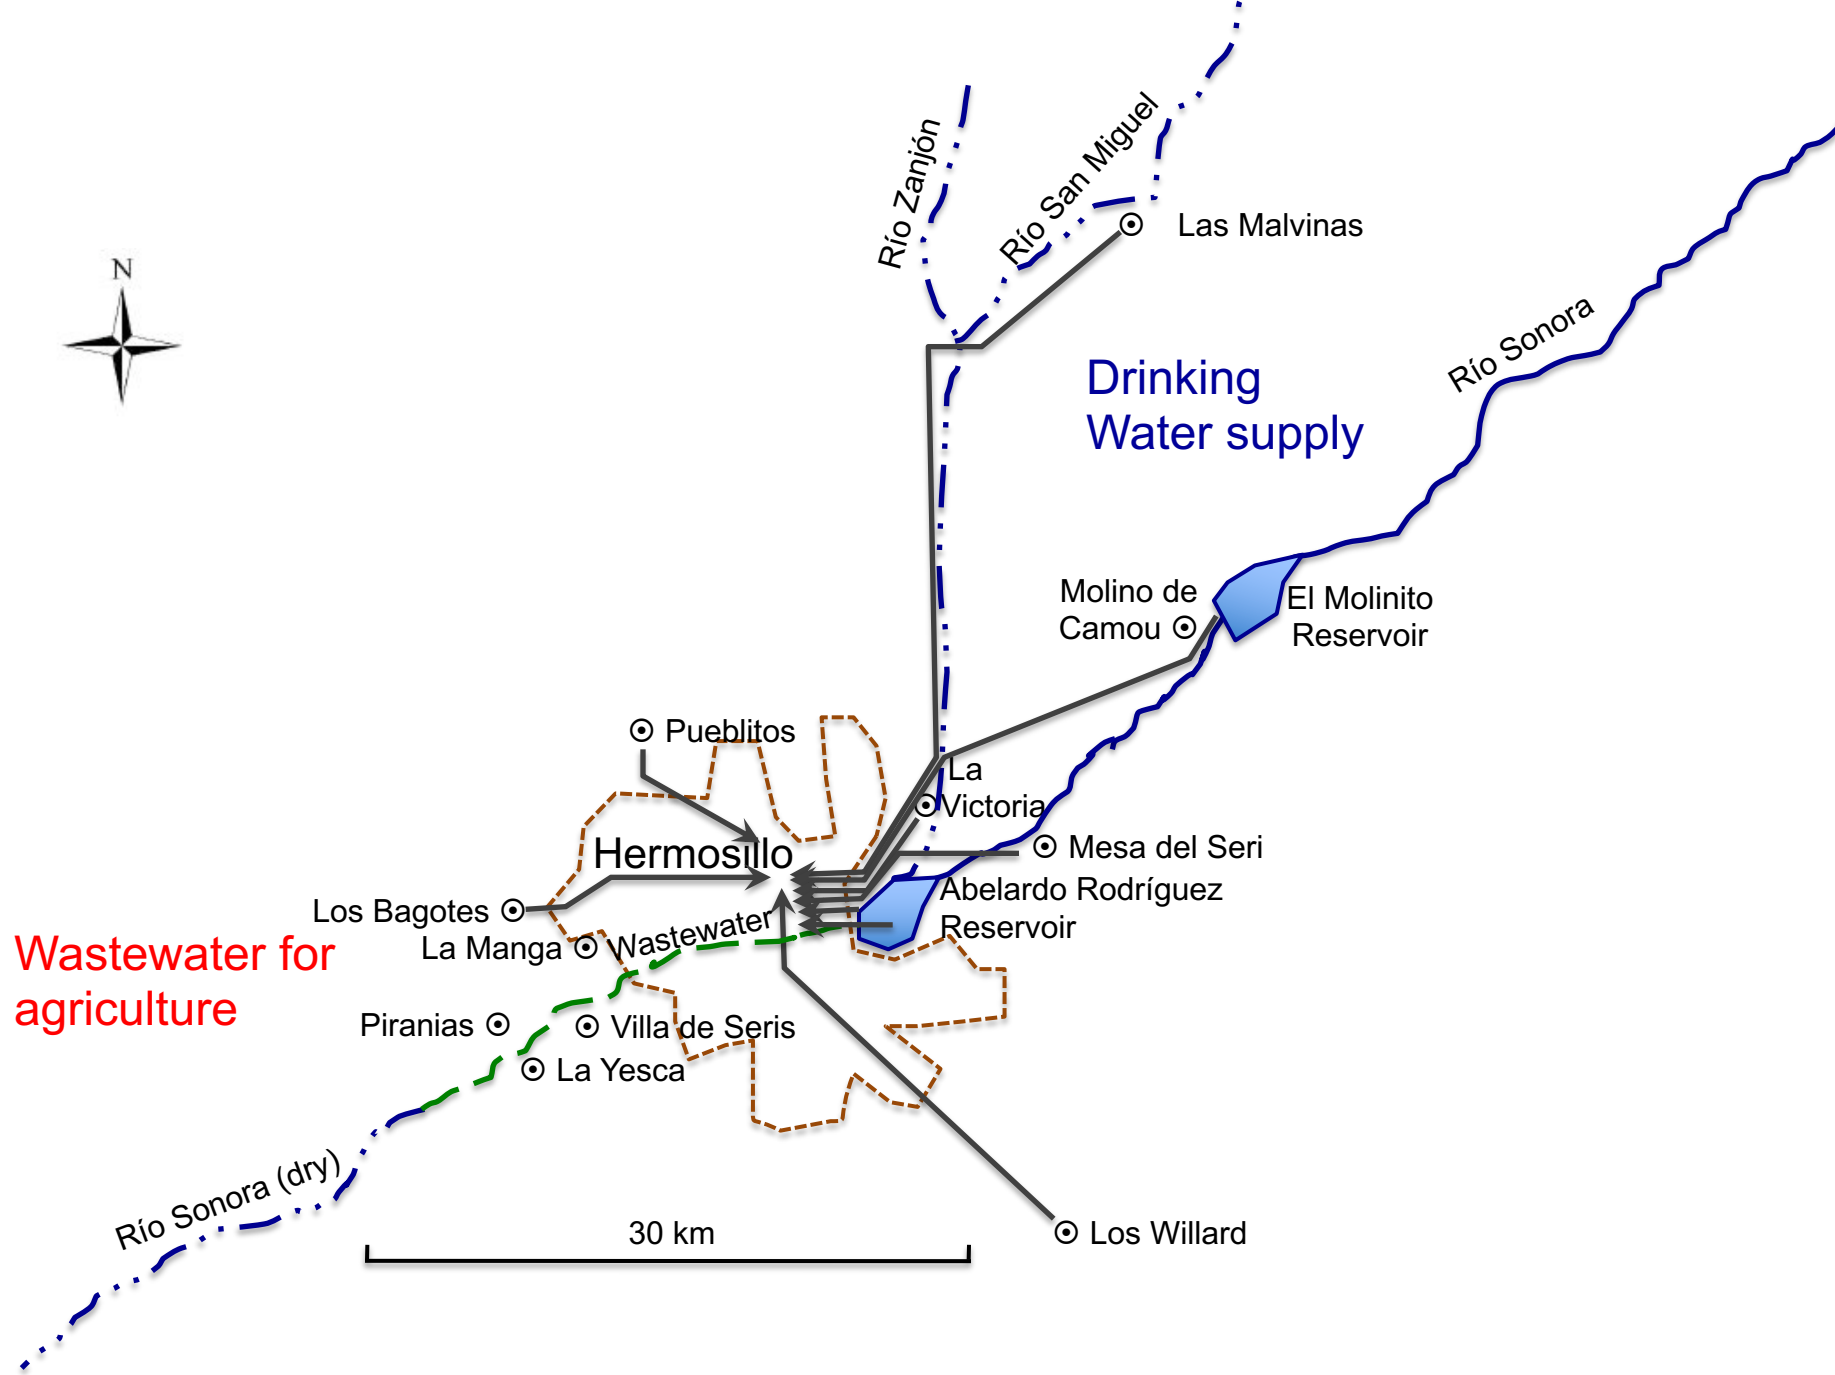 Río Zanjón
Río San Miguel
Las Malvinas
N
Río Sonora
Drinking
Water supply
Molino de
Camou
El Molinito
Reservoir
Pueblitos
La
Victoria
Hermosillo
Mesa del Seri
Abelardo Rodríguez
Reservoir
Los Bagotes
La Manga
Wastewater
Wastewater for
agriculture
Piranias
Villa de Seris
La Yesca
Río Sonora (dry)
30 km
Los Willard